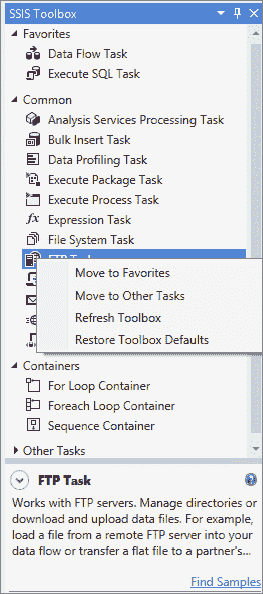 SSIS Toolbox
Favorites
Data Flow Task
Execute SQL Task
Common
Analysis Services Processing Task
Bulk Insert Task
Data Profiling Task
Execute Package Task
Execute Process Task
fx Expression Task
File System Task
FTP Task
Move to Favorites
Move to Other Tasks
Refresh Toolbox
Restore Toolbox Defaults
Containers
For Loop Container
Foreach Loop Container
Sequence Container
Other Tasks
FTP Task
Works with FTP servers. Manage directories or
download and upload data files. For example,
load a file from a remote FTP server into your
data flow or transfer a flat file to a partner's...
Find Samples